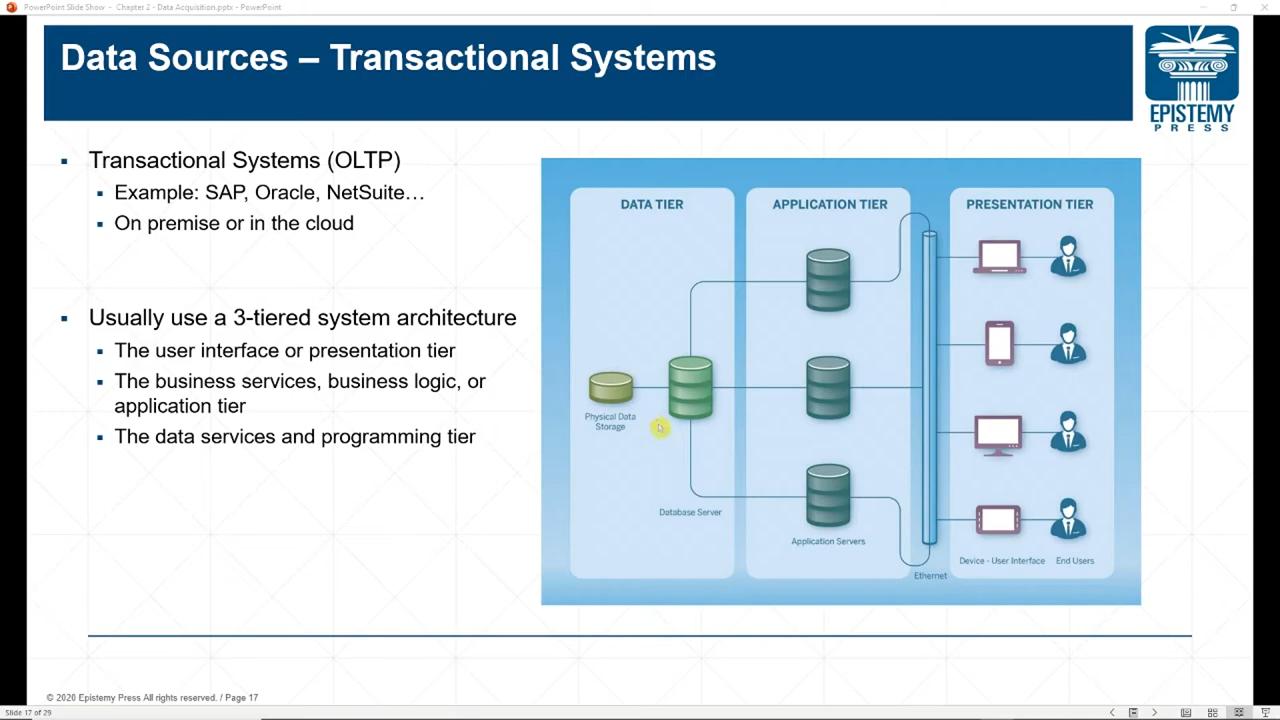 PowerPoint Slide Show - Chapter 2 - Data Acquisition.pptx - PowerPoint
Data Sources – Transactional Systems
EPISTEMY
PRESS
▪ Transactional Systems (OLTP)
▪ Example: SAP, Oracle, NetSuite…
▪ On premise or in the cloud
▪ Usually use a 3-tiered system architecture
▪ The user interface or presentation tier
▪ The business services, business logic, or
application tier
▪ The data services and programming tier
DATA TIER
APPLICATION TIER
PRESENTATION TIER
Physical Data
Storage
Database Server
Application Servers
Ethernet
Device - User Interface
End Users
© 2020 Epistemy Press All rights reserved. / Page 17
Slide 17 of 29